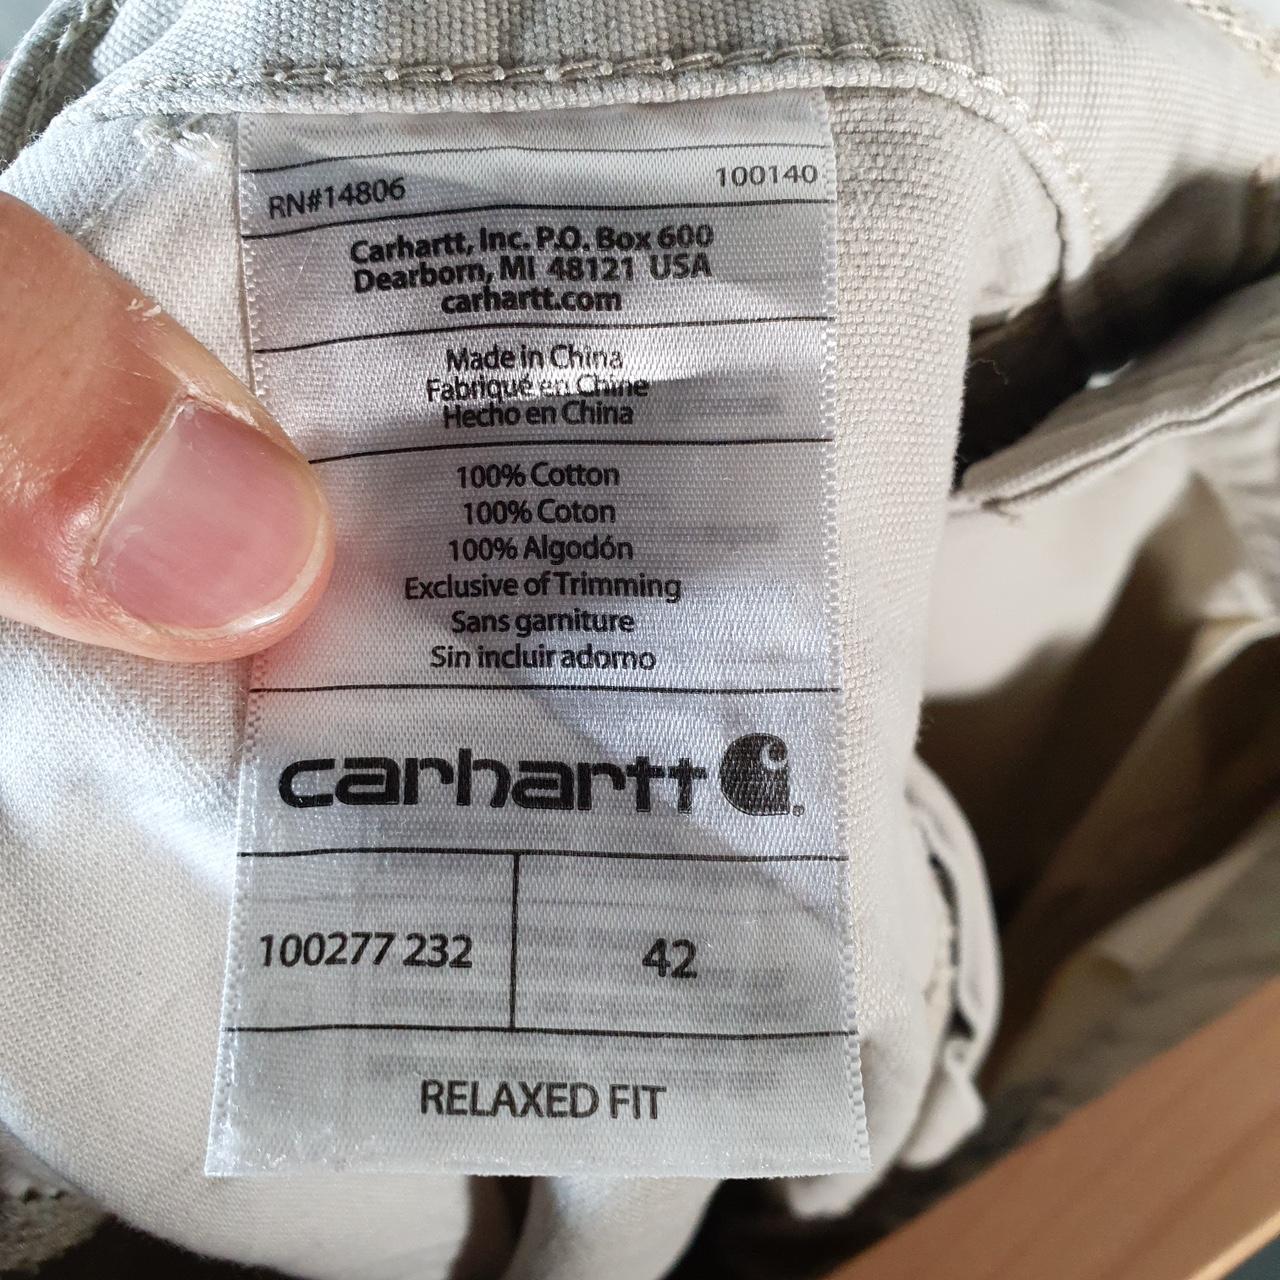 RN#14806 100140
Carhartt, Inc. P.O. Box 600
Dearborn, MI 48121 USA
carhartt.com
Made in China
Fabriqué en Chine
Hecho en China
100% Cotton
100% Coton
100% Algodón
Exclusive of Trimming
Sans garniture
Sin incluir adorno
carhartt
100277 232 42
RELAXED FIT